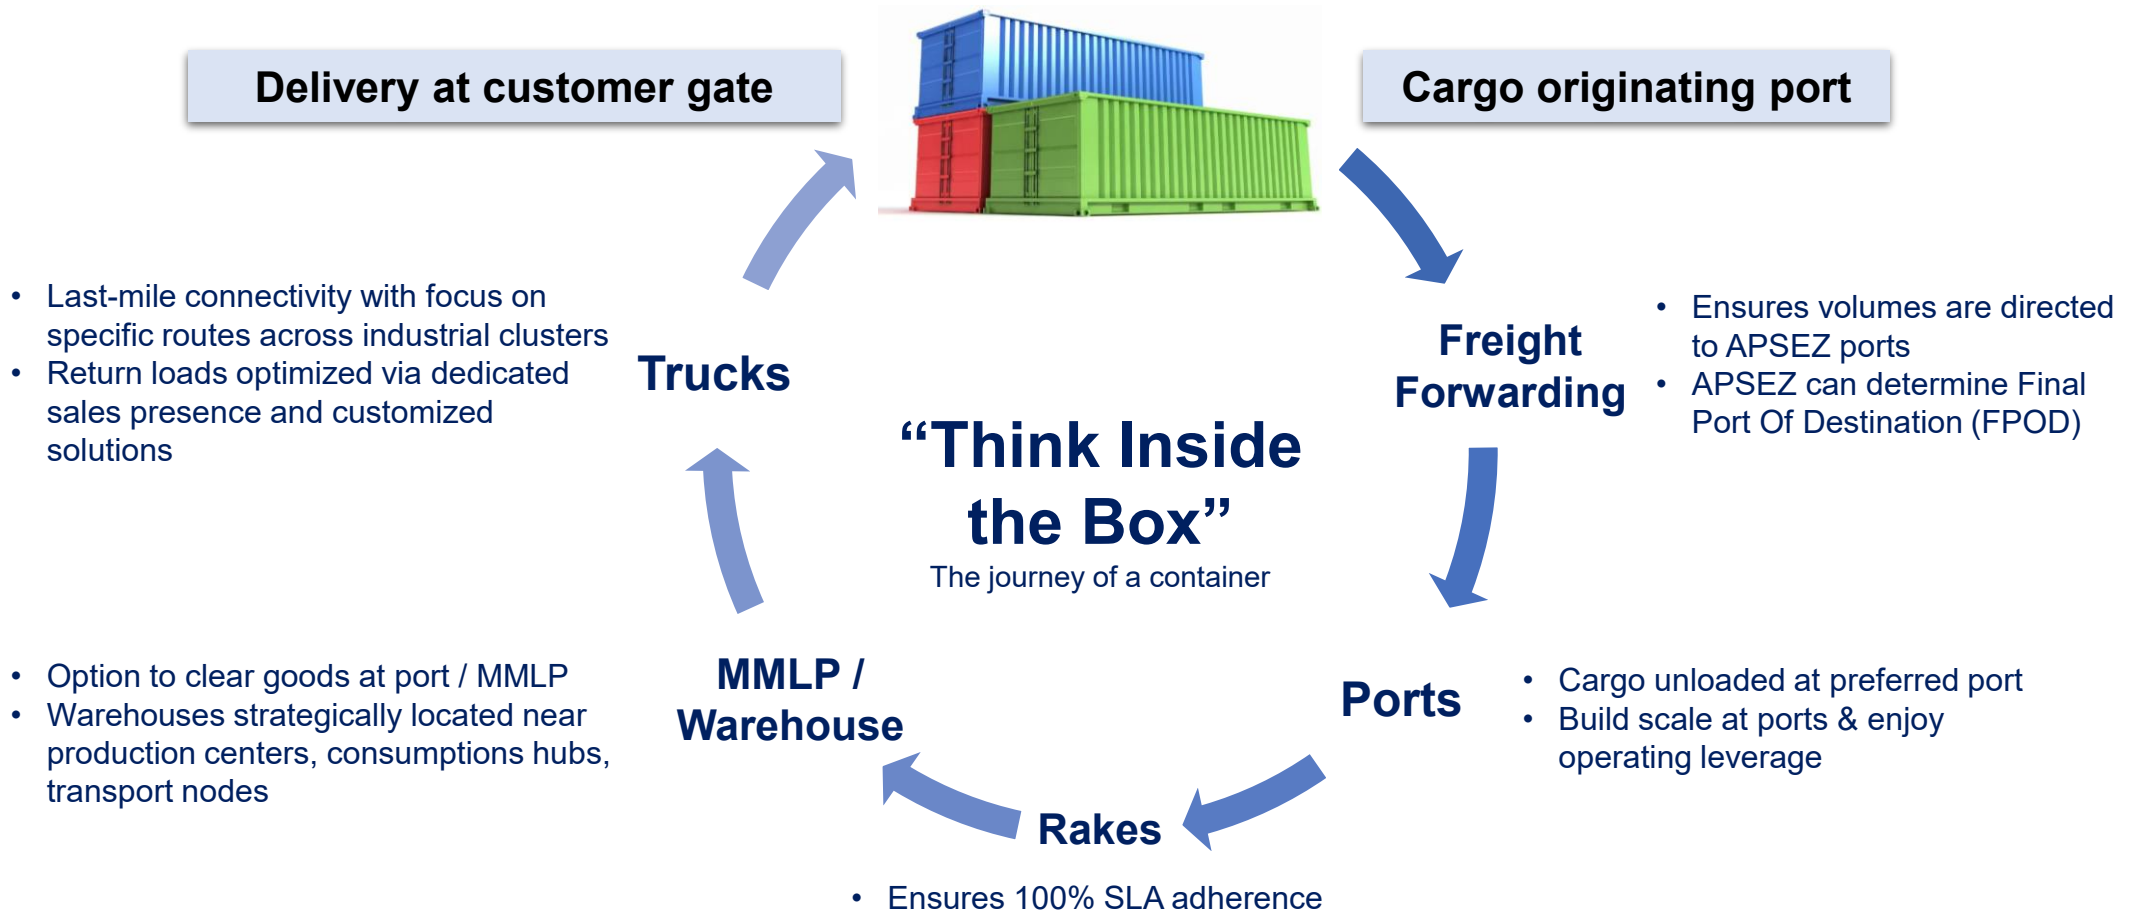 Delivery at customer gate
Cargo originating port
Freight
Forwarding
• Ensures volumes are directed
to APSEZ ports
• APSEZ can determine Final
Port Of Destination (FPOD)
Ports
• Cargo unloaded at preferred port
• Build scale at ports & enjoy
operating leverage
Rakes
• Ensures 100% SLA adherence
MMLP /
Warehouse
• Option to clear goods at port / MMLP
• Warehouses strategically located near
production centers, consumptions hubs,
transport nodes
Trucks
• Last-mile connectivity with focus on
specific routes across industrial clusters
• Return loads optimized via dedicated
sales presence and customized
solutions
“Think Inside
the Box”
The journey of a container